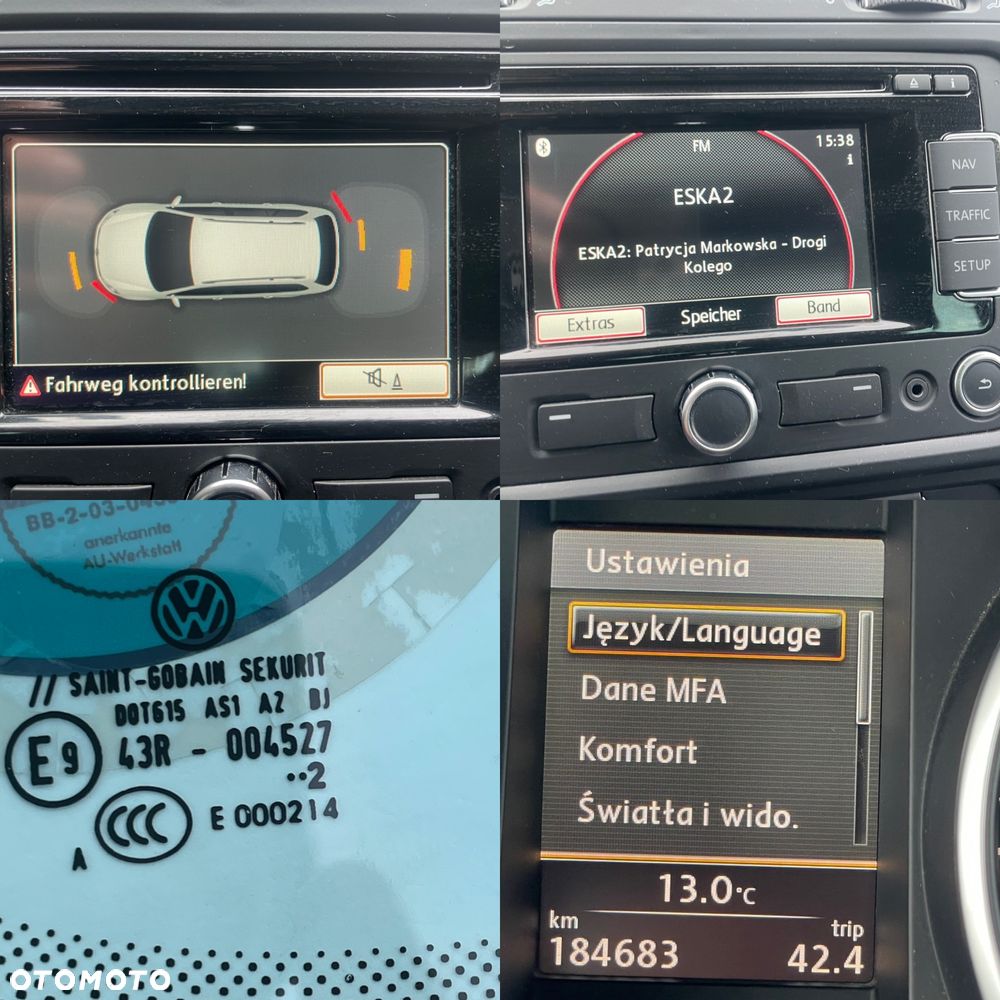 Fahrweg kontrollieren!
FM
15:38
i
ESKA2
ESKA2: Patrycja Markowska - Drogi
Kolego
Extras
Speicher
Band
NAV
TRAFFIC
SETUP
anerkannte
AU-Werkstatt
// SAINT-GOBAIN SEKURIT
DOT615 AS1 A2 BJ
E9 43R - 004527
··2
CCC E 000214
A
Ustawienia
Język/Language
Dane MFA
Komfort
Światła i wido.
13.0°C
km
184683
trip
42.4
OTOMOTO